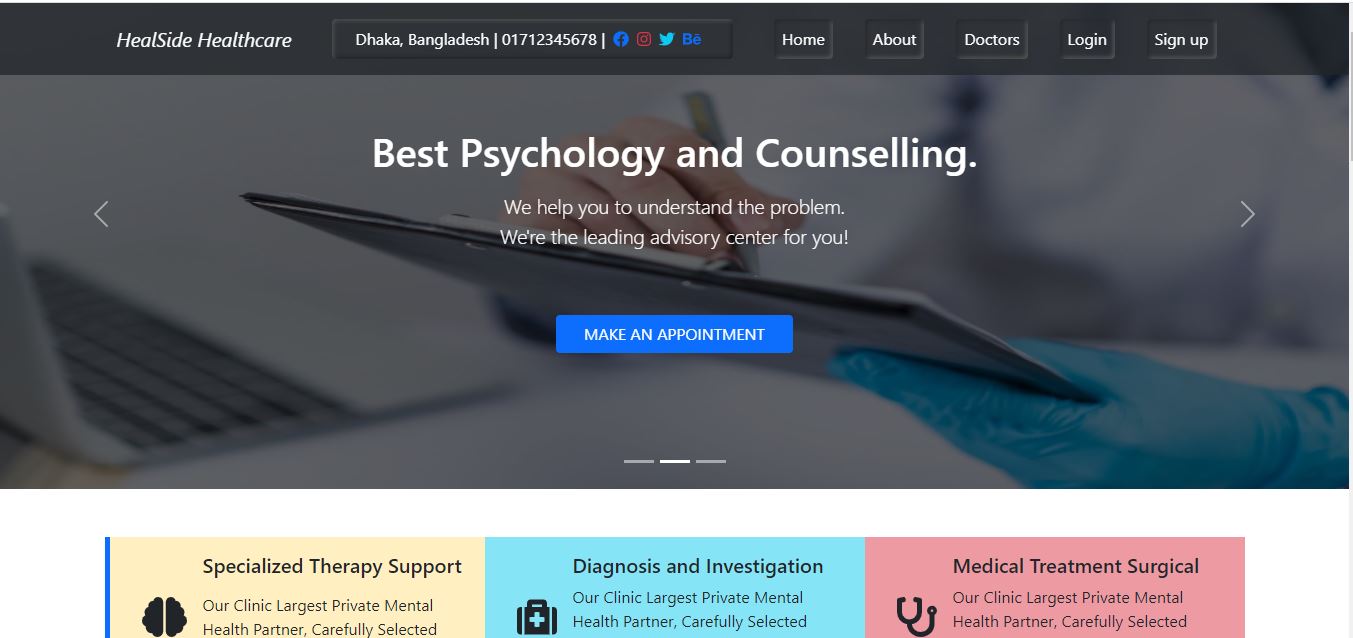 HealSide Healthcare
Dhaka, Bangladesh | 01712345678 | Bē
Home
About
Doctors
Login
Sign up
Best Psychology and Counselling.
We help you to understand the problem.
We're the leading advisory center for you!
MAKE AN APPOINTMENT
Specialized Therapy Support
Our Clinic Largest Private Mental
Health Partner, Carefully Selected
Diagnosis and Investigation
Our Clinic Largest Private Mental
Health Partner, Carefully Selected
Medical Treatment Surgical
Our Clinic Largest Private Mental
Health Partner, Carefully Selected